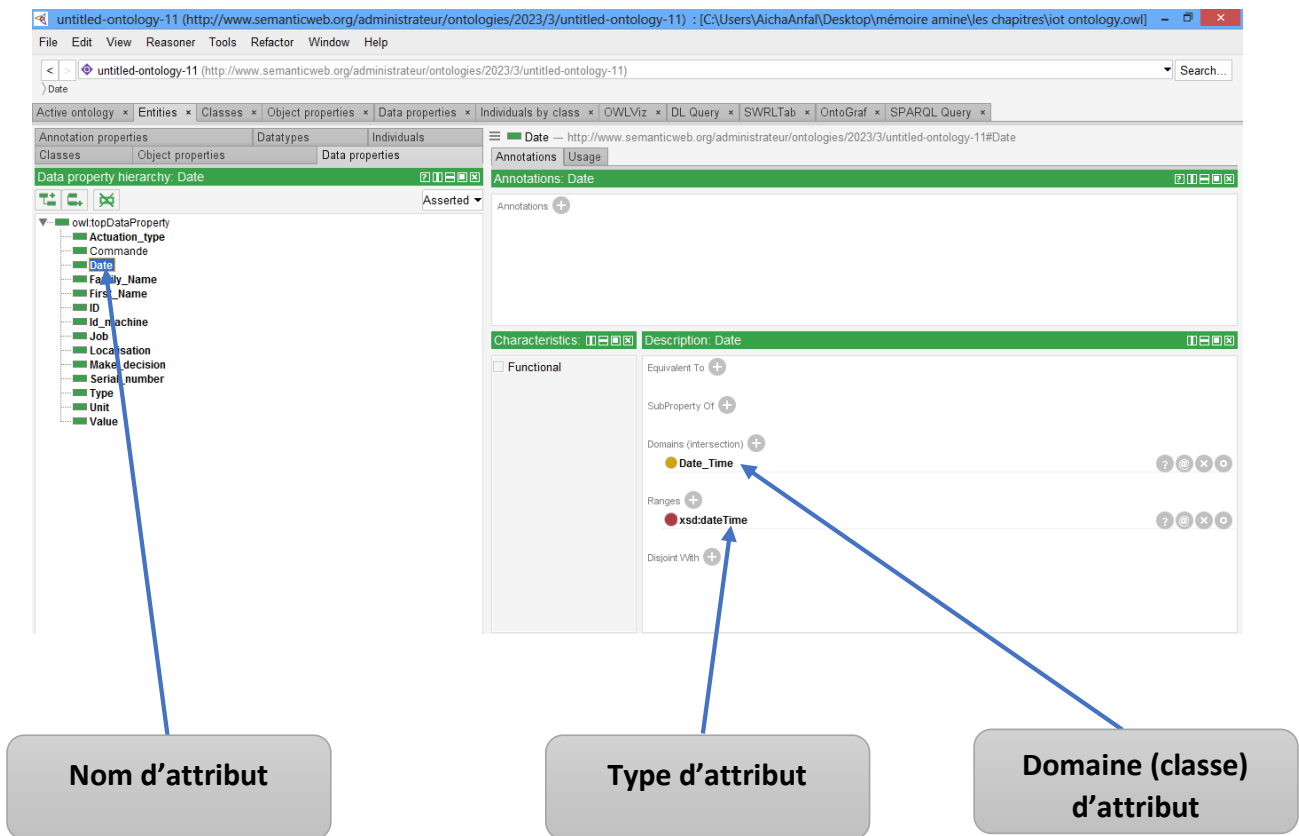 untitled-ontology-11 (http://www.semanticweb.org/administrateur/ontologies/2023/3/untitled-ontology-11) : [C:\Users\AichaAnfal\Desktop\mémoire amine\les chapitres\iot ontology.owl]
File Edit View Reasoner Tools Refactor Window Help
< > untitled-ontology-11 (http://www.semanticweb.org/administrateur/ontologies/2023/3/untitled-ontology-11) Search...
Date
Active ontology × Entities × Classes × Object properties × Data properties × Individuals by class × OWLViz × DL Query × SWRLTab × OntoGraf × SPARQL Query ×
Annotation properties Datatypes Individuals
Classes Object properties Data properties
Data property hierarchy: Date
Asserted
owl:topDataProperty
Actuation_type
Commande
Date
Family_Name
First_Name
ID
Id_machine
Job
Localisation
Make_decision
Serial_number
Type
Unit
Value
Date — http://www.semanticweb.org/administrateur/ontologies/2023/3/untitled-ontology-11#Date
Annotations Usage
Annotations: Date
Annotations
Characteristics:
Functional
Description: Date
Equivalent To
SubProperty Of
Domains (intersection)
Date_Time
Ranges
xsd:dateTime
Disjoint With
Nom d’attribut
Type d’attribut
Domaine (classe)
d’attribut